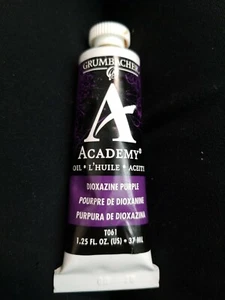 GRUMBACHER
A
ACADEMY®
OIL • L'HUILE • ACEITE
DIOXAZINE PURPLE
POURPRE DE DIOXANINE
PURPURA DE DIOXAZINA
T061
1.25 FL. OZ. (US) • 37 ML